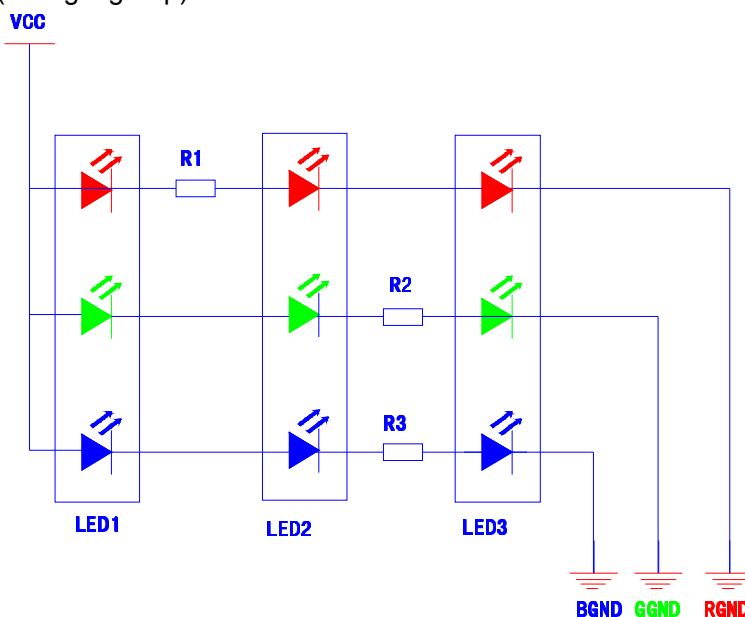 VCC
R1
R2
R3
LED1
LED2
LED3
BGND GGND RGND